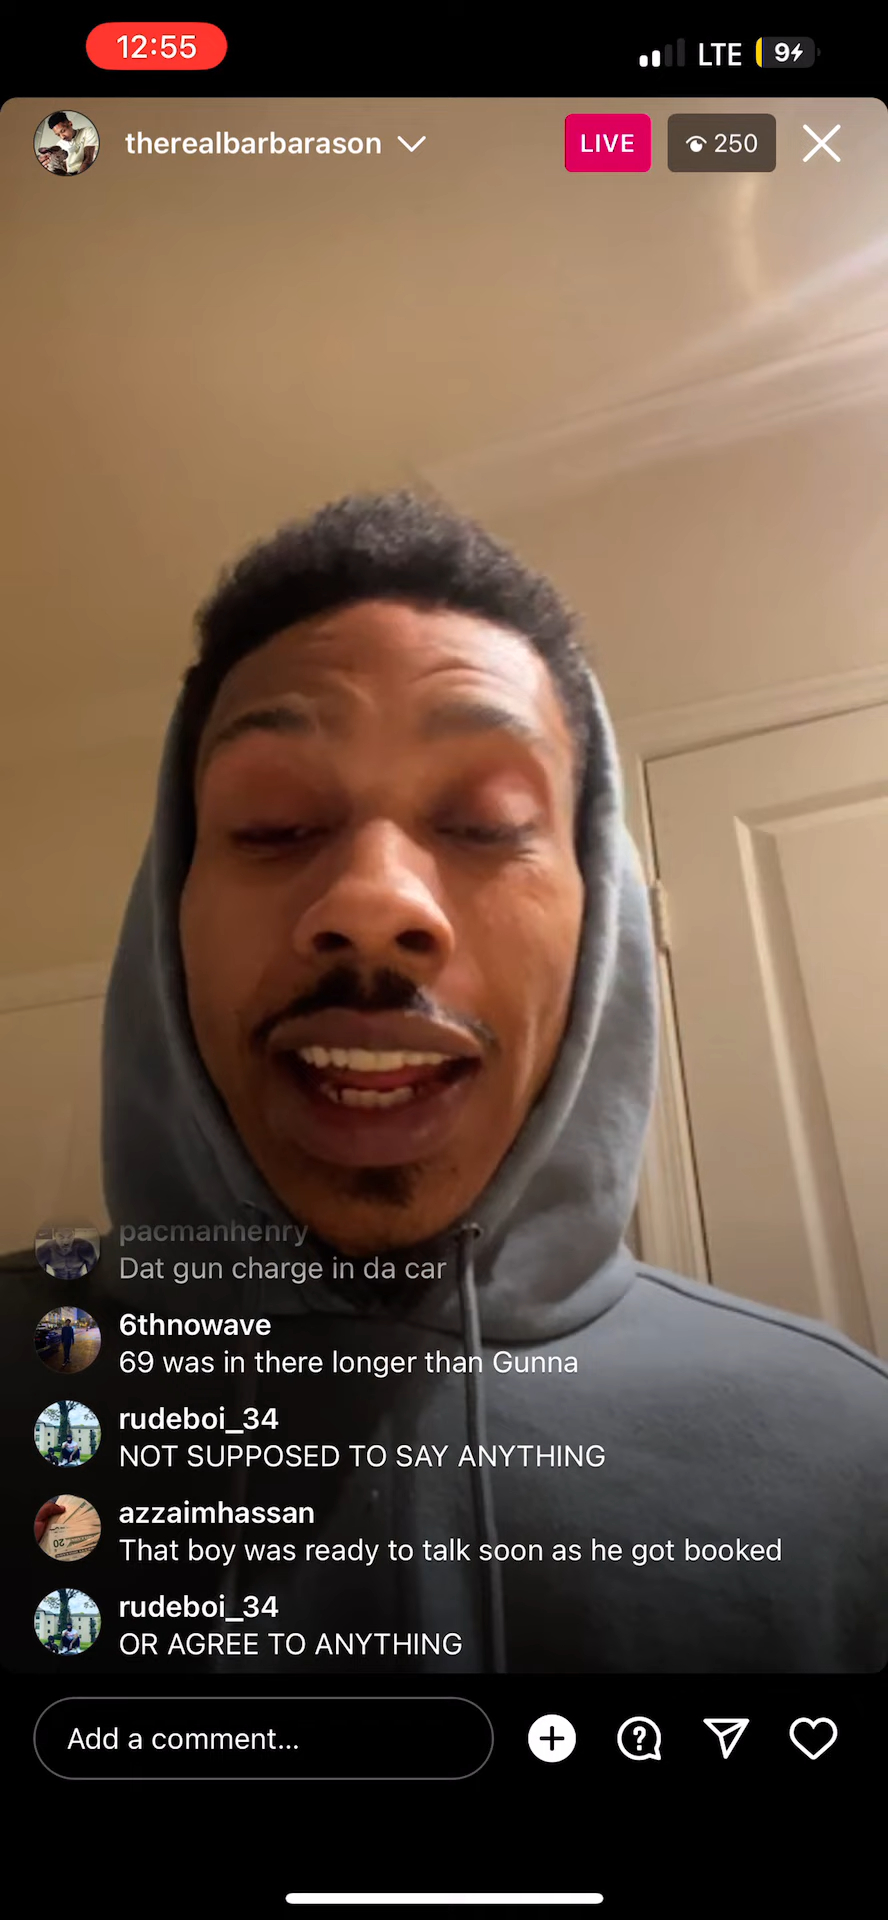 12:55
LTE
9
therealbarbarason
LIVE
250
pacmanhenry
Dat gun charge in da car
6thnowave
69 was in there longer than Gunna
rudeboi_34
NOT SUPPOSED TO SAY ANYTHING
azzaimhassan
That boy was ready to talk soon as he got booked
rudeboi_34
OR AGREE TO ANYTHING
Add a comment...